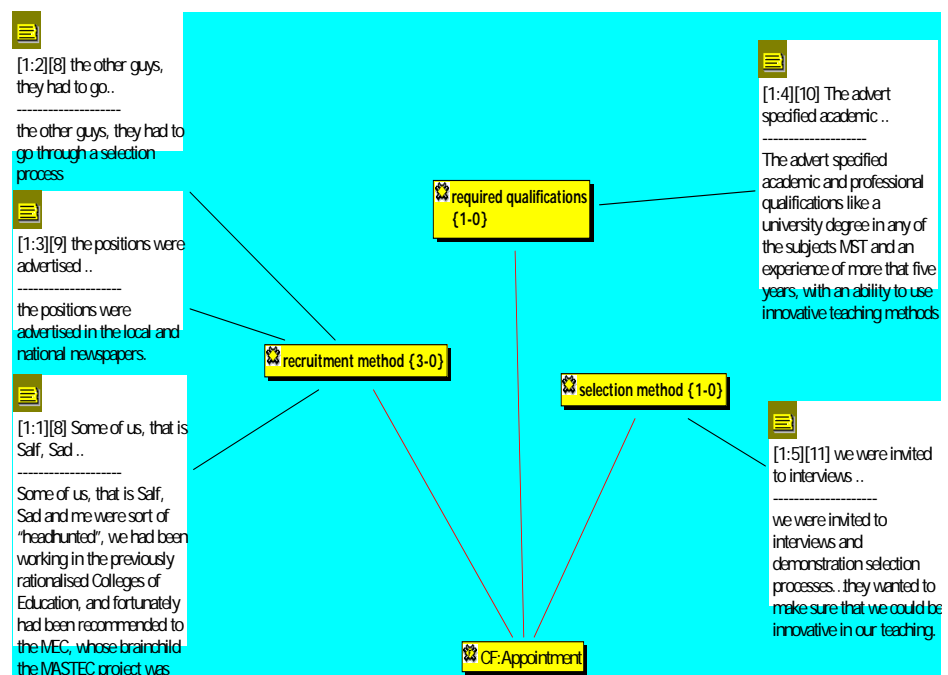 [1:2][8] the other guys,
they had to go..
--------------------
the other guys, they had to
go through a selection
process
[1:3][9] the positions were
advertised ..
--------------------
the positions were
advertised in the local and
national newspapers.
[1:1][8] Some of us, that is
Salf, Sad ..
--------------------
Some of us, that is Salf,
Sad and me were sort of
“headhunted”, we had been
working in the previously
rationalised Colleges of
Education, and fortunately
had been recommended to
the MEC, whose brainchild
the MASTEC project was
required qualifications
{1-0}
recruitment method {3-0}
selection method {1-0}
CF:Appointment
[1:4][10] The advert
specified academic ..
--------------------
The advert specified
academic and professional
qualifications like a
university degree in any of
the subjects MST and an
experience of more that five
years, with an ability to use
innovative teaching methods
[1:5][11] we were invited
to interviews ..
--------------------
we were invited to
interviews and
demonstration selection
processes...they wanted to
make sure that we could be
innovative in our teaching.